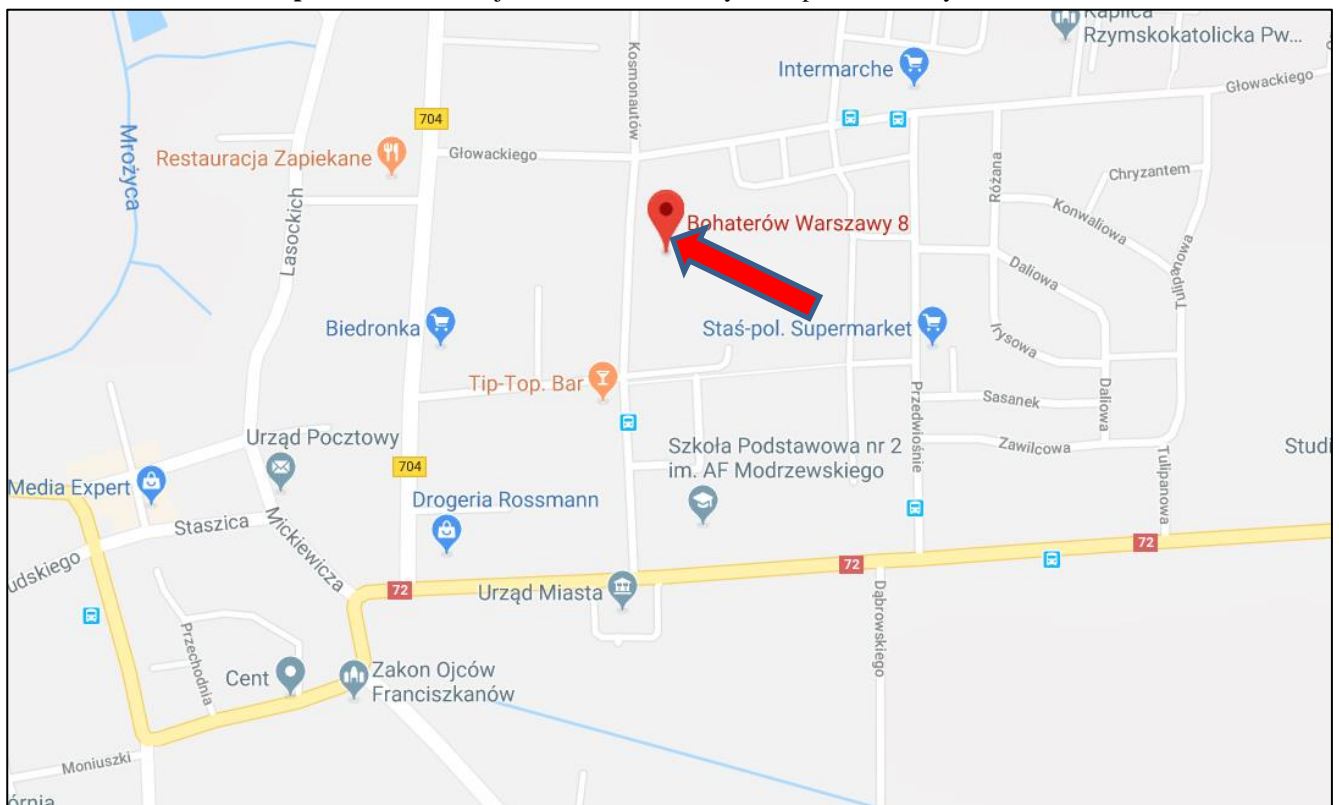 Kaplica
Rzymskokatolicka Pw...
Kosmonautów
Intermarche
Głowackiego
704
Mrożyca
Restauracja Zapiekane
Głowackiego
Lasockich
Różana
Chryzantem
Konwaliowa
Bohaterów Warszawy 8
Daliowa
Tulipanowa
Biedronka
Staś-pol. Supermarket
Irysowa
Tip-Top. Bar
Przedwiośnie
Sasanek
Daliowa
Urząd Pocztowy
Szkoła Podstawowa nr 2
im. AF Modrzewskiego
Zawilcowa
Studi
704
Media Expert
Drogeria Rossmann
Tulipanowa
Staszica
Mickiewicza
udskiego
72
72
72
Urząd Miasta
Dąbrowskiego
Przechodnia
Cent
Zakon Ojców
Franciszkanów
Moniuszki
órnia